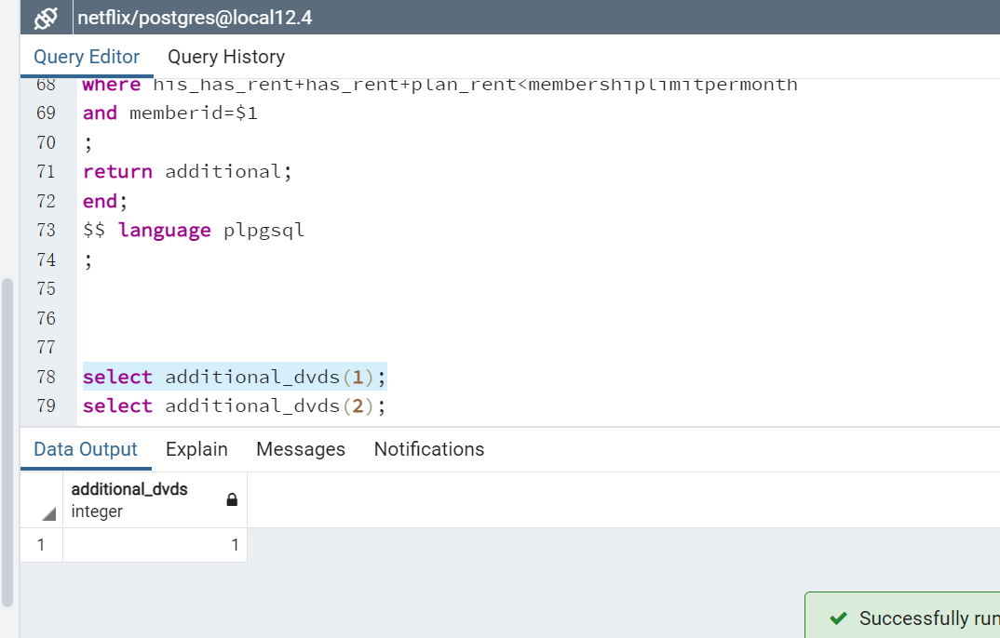 netflix/postgres@local12.4
Query Editor Query History
68 where his_has_rent+has_rent+plan_rent<membershiplimitpermonth
69 and memberid=$1
70 ;
71 return additional;
72 end;
73 $$ language plpgsql
74 ;
75
76
77
78 select additional_dvds(1);
79 select additional_dvds(2);
Data Output Explain Messages Notifications
additional_dvds
integer
1 1
Successfully run